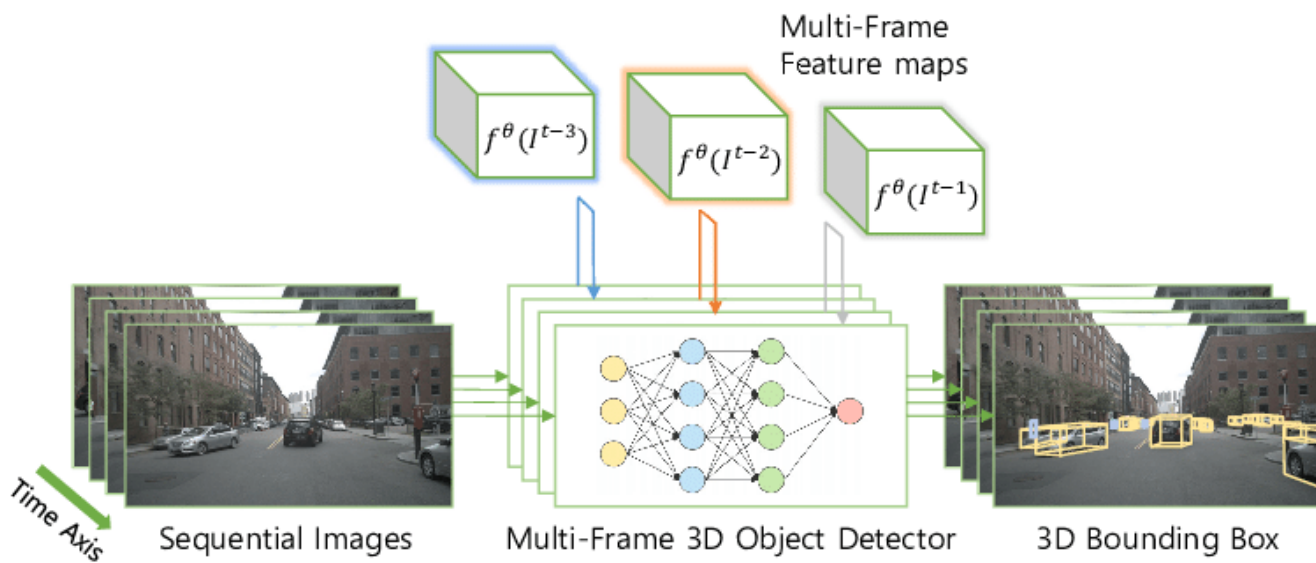 Multi-Frame
Feature maps
f^θ(I^{t−3})
f^θ(I^{t−2})
f^θ(I^{t−1})
Time Axis
Sequential Images
Multi-Frame 3D Object Detector
3D Bounding Box